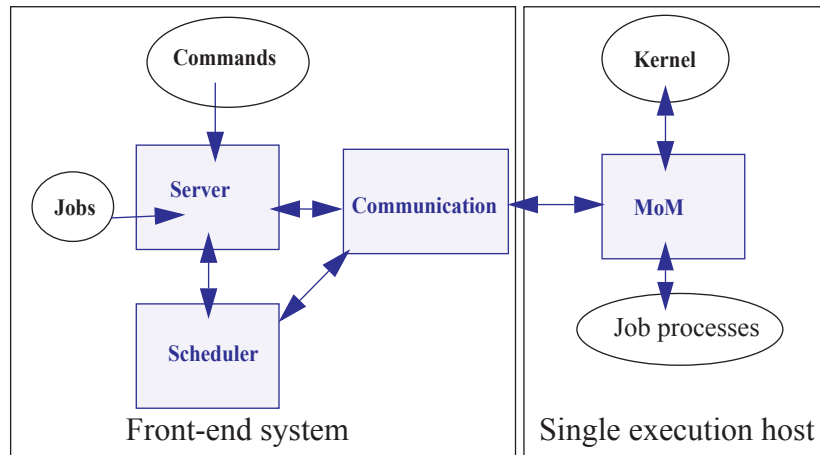 Commands
Kernel
Server
Jobs
Communication
MoM
Scheduler
Job processes
Front-end system
Single execution host